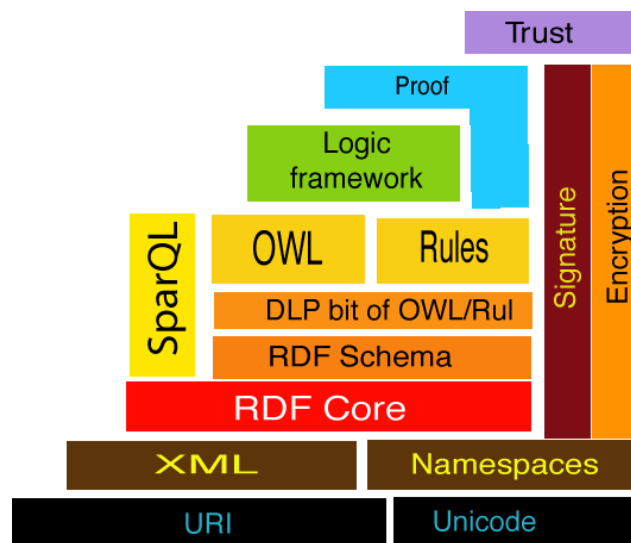 Trust
Proof
Logic
framework
Signature
Encryption
SparQL
OWL
Rules
DLP bit of OWL/Rul
RDF Schema
RDF Core
XML
Namespaces
URI
Unicode